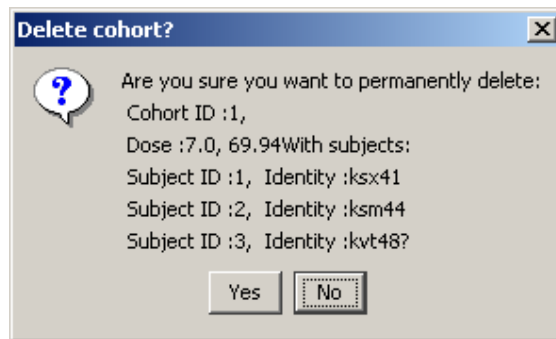 Delete cohort?
Are you sure you want to permanently delete:
Cohort ID :1,
Dose :7.0, 69.94With subjects:
Subject ID :1, Identity :ksx41
Subject ID :2, Identity :ksm44
Subject ID :3, Identity :kvt48?
Yes No